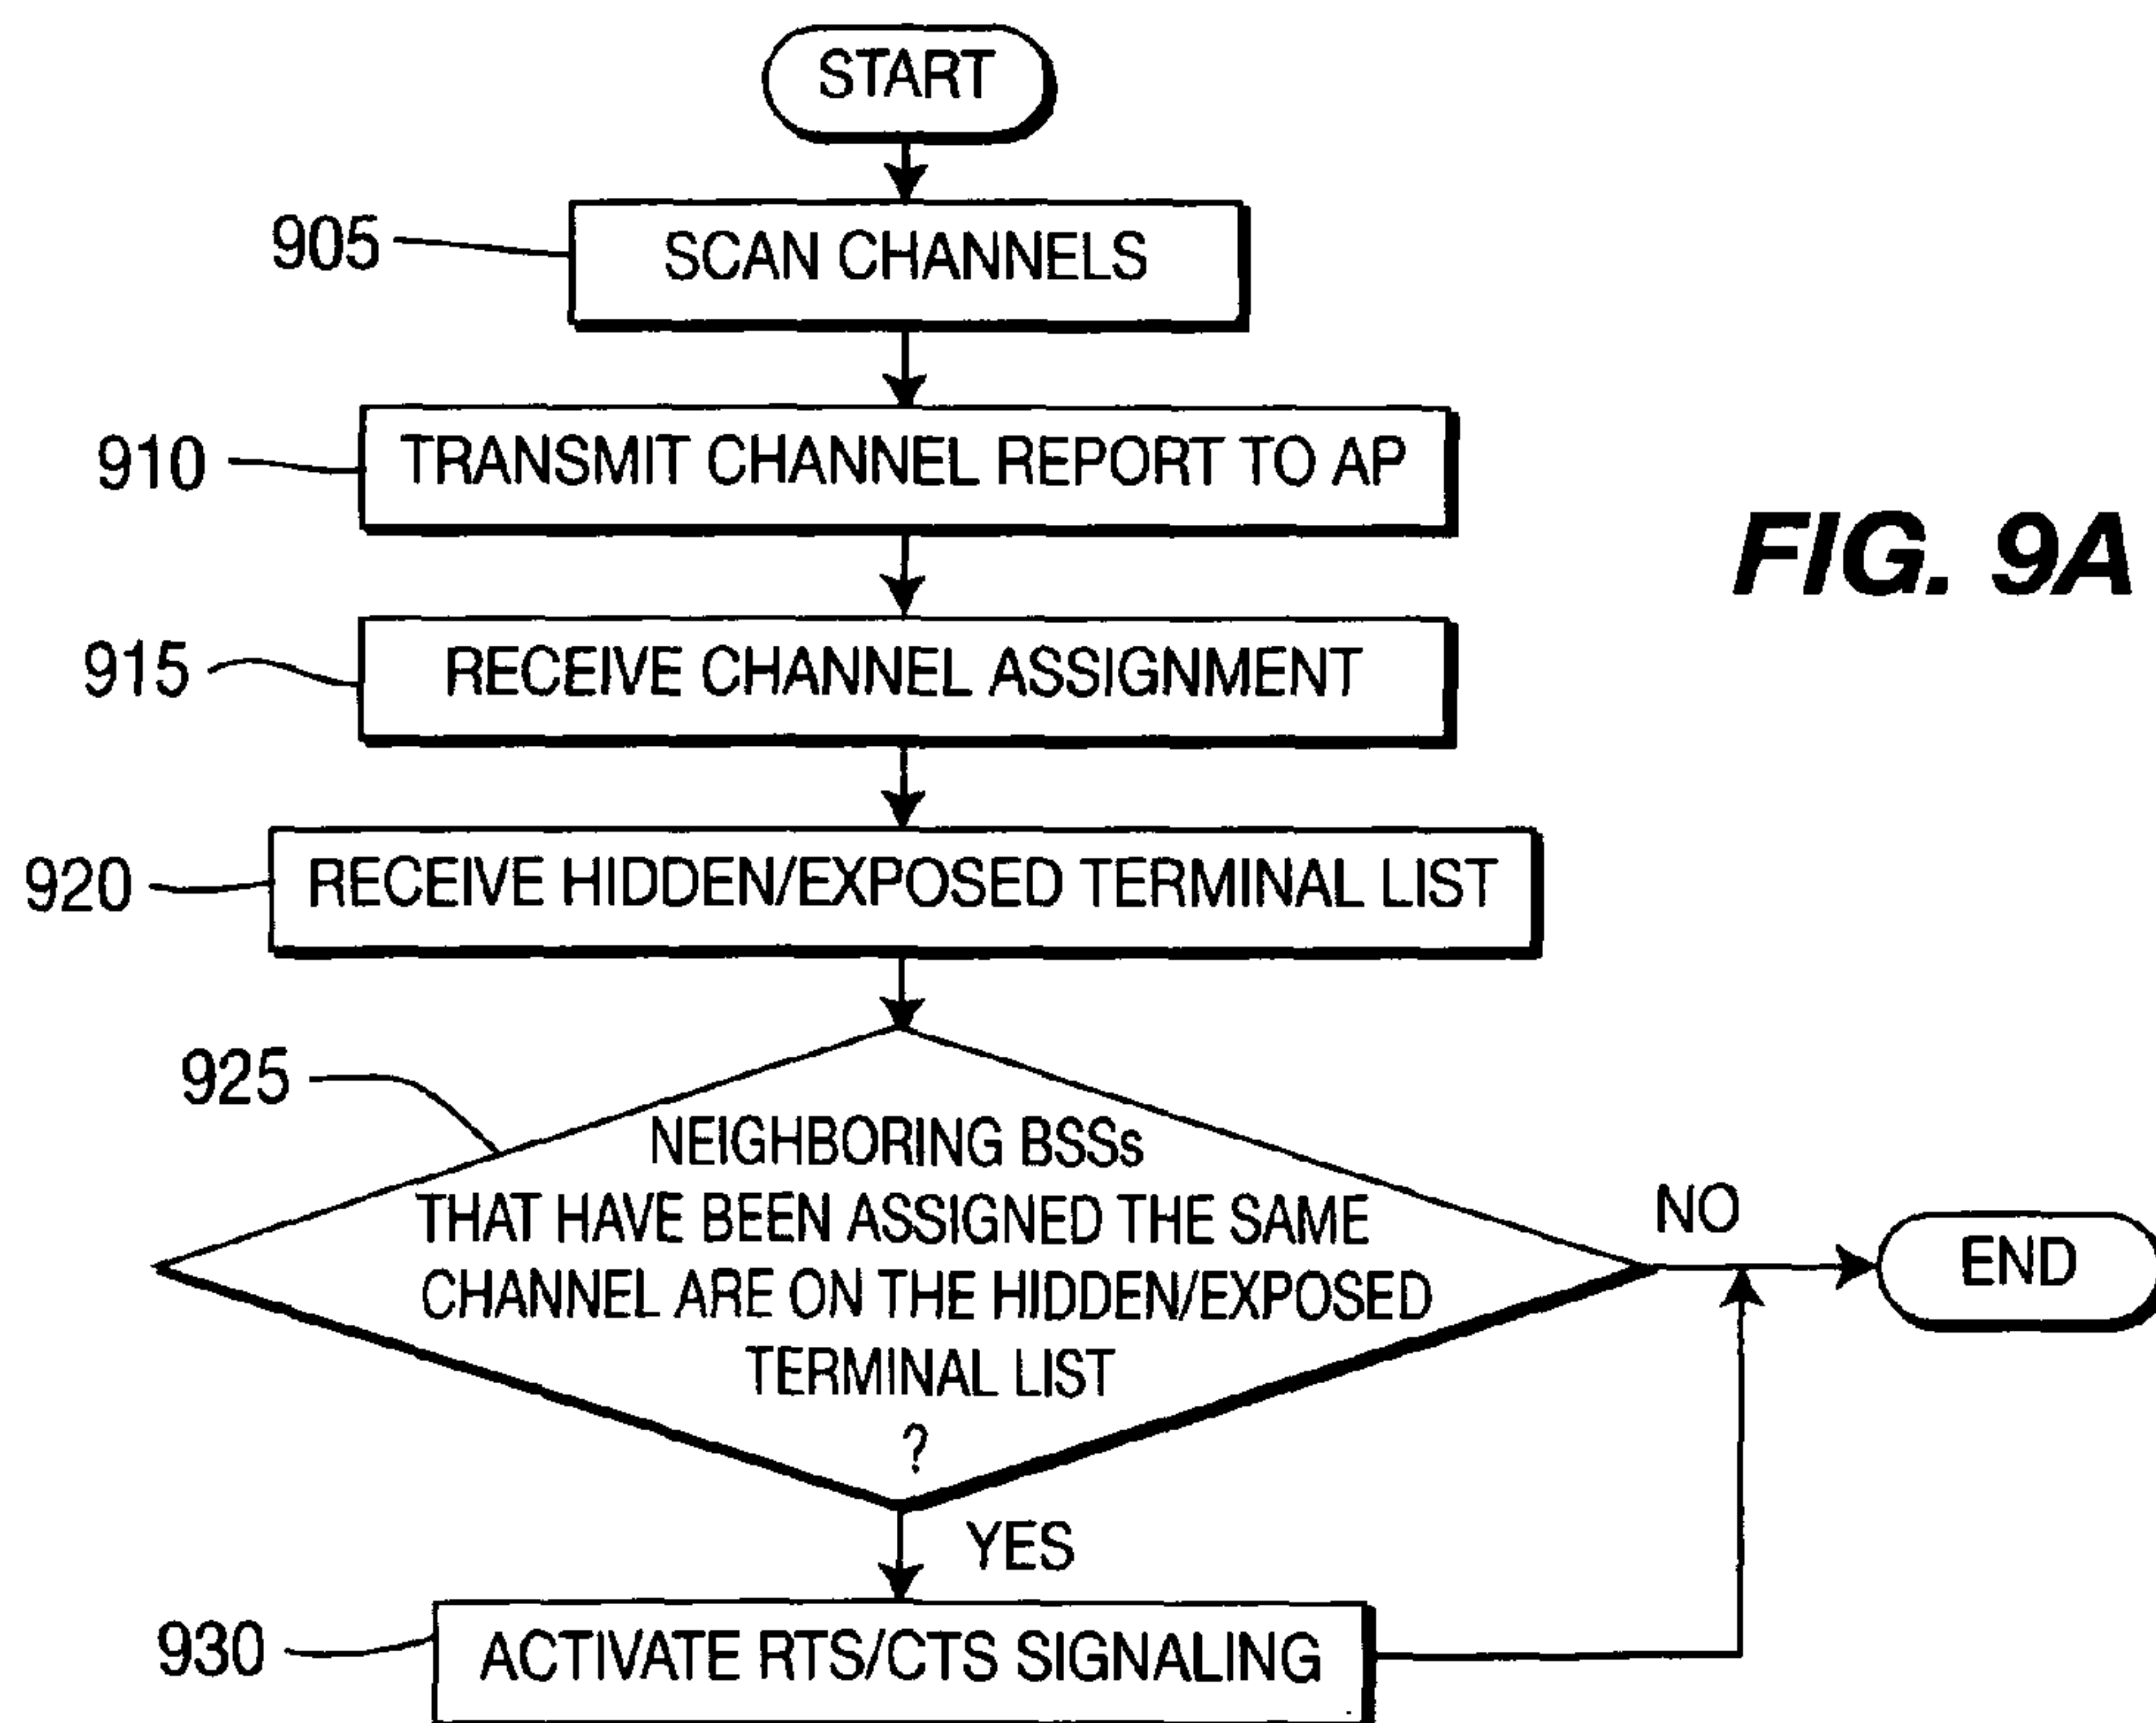 START
905
SCAN CHANNELS
910
TRANSMIT CHANNEL REPORT TO AP
FIG. 9A
915
RECEIVE CHANNEL ASSIGNMENT
920
RECEIVE HIDDEN/EXPOSED TERMINAL LIST
925
NEIGHBORING BSSs
THAT HAVE BEEN ASSIGNED THE SAME
CHANNEL ARE ON THE HIDDEN/EXPOSED
TERMINAL LIST
?
NO
END
YES
930
ACTIVATE RTS/CTS SIGNALING